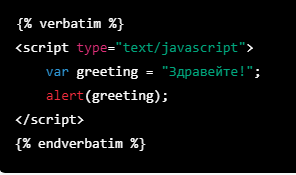 {% verbatim %}
<script type="text/javascript">
    var greeting = "Здравейте!";
    alert(greeting);
</script>
{% endverbatim %}